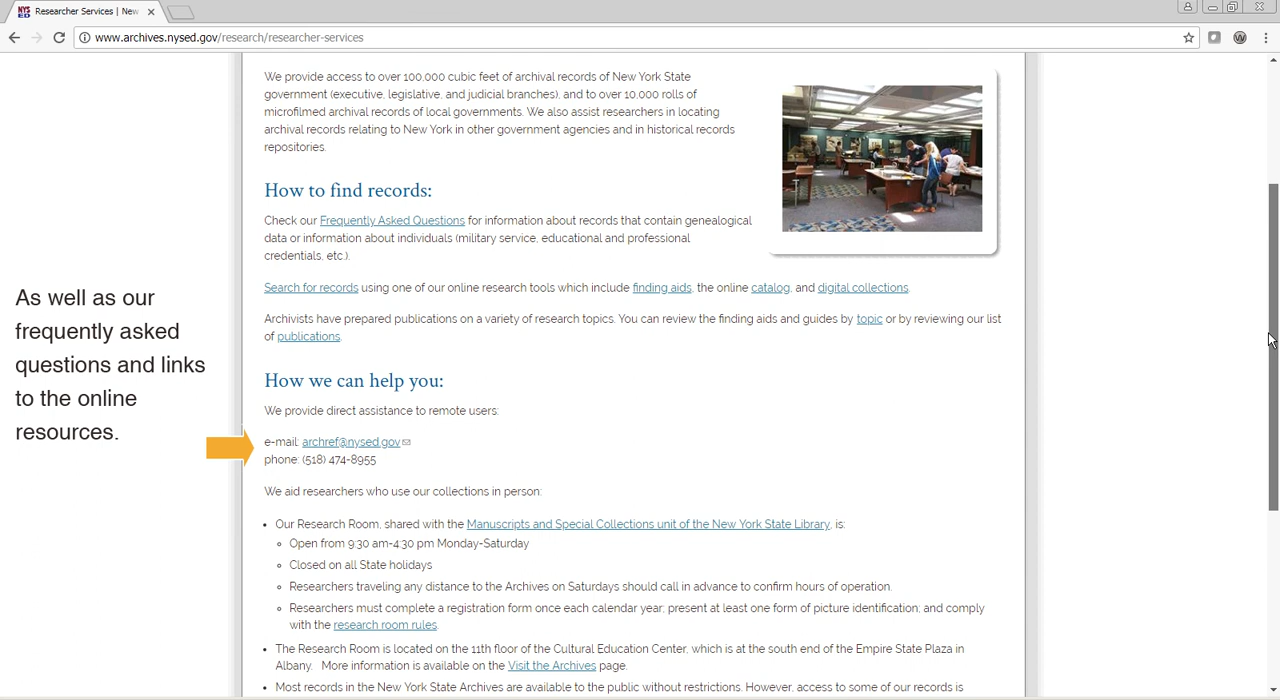 Researcher Services | New
www.archives.nysed.gov/research/researcher-services
We provide access to over 100,000 cubic feet of archival records of New York State
government (executive, legislative, and judicial branches), and to over 10,000 rolls of
microfilmed archival records of local governments. We also assist researchers in locating
archival records relating to New York in other government agencies and in historical records
repositories.
How to find records:
Check our Frequently Asked Questions for information about records that contain genealogical
data or information about individuals (military service, educational and professional
credentials, etc.).
Search for records using one of our online research tools which include finding aids, the online catalog, and digital collections.
Archivists have prepared publications on a variety of research topics. You can review the finding aids and guides by topic or by reviewing our list
of publications.
As well as our
frequently asked
questions and links
to the online
resources.
How we can help you:
We provide direct assistance to remote users:
e-mail: archref@nysed.gov
phone: (518) 474-8955
We aid researchers who use our collections in person:
• Our Research Room, shared with the Manuscripts and Special Collections unit of the New York State Library, is:
◦ Open from 9:30 am-4:30 pm Monday-Saturday
◦ Closed on all State holidays
◦ Researchers traveling any distance to the Archives on Saturdays should call in advance to confirm hours of operation.
◦ Researchers must complete a registration form once each calendar year; present at least one form of picture identification; and comply
with the research room rules.
• The Research Room is located on the 11th floor of the Cultural Education Center, which is at the south end of the Empire State Plaza in
Albany. More information is available on the Visit the Archives page.
• Most records in the New York State Archives are available to the public without restrictions. However, access to some of our records is